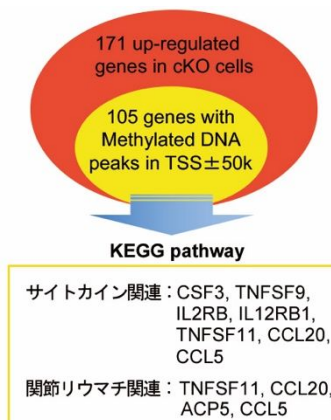 171 up-regulated
genes in cKO cells
105 genes with
Methylated DNA
peaks in TSS±50k
KEGG pathway
サイトカイン関連：CSF3, TNFSF9,
IL2RB, IL12RB1,
TNFSF11, CCL20,
CCL5
関節リウマチ関連：TNFSF11, CCL20,
ACP5, CCL5